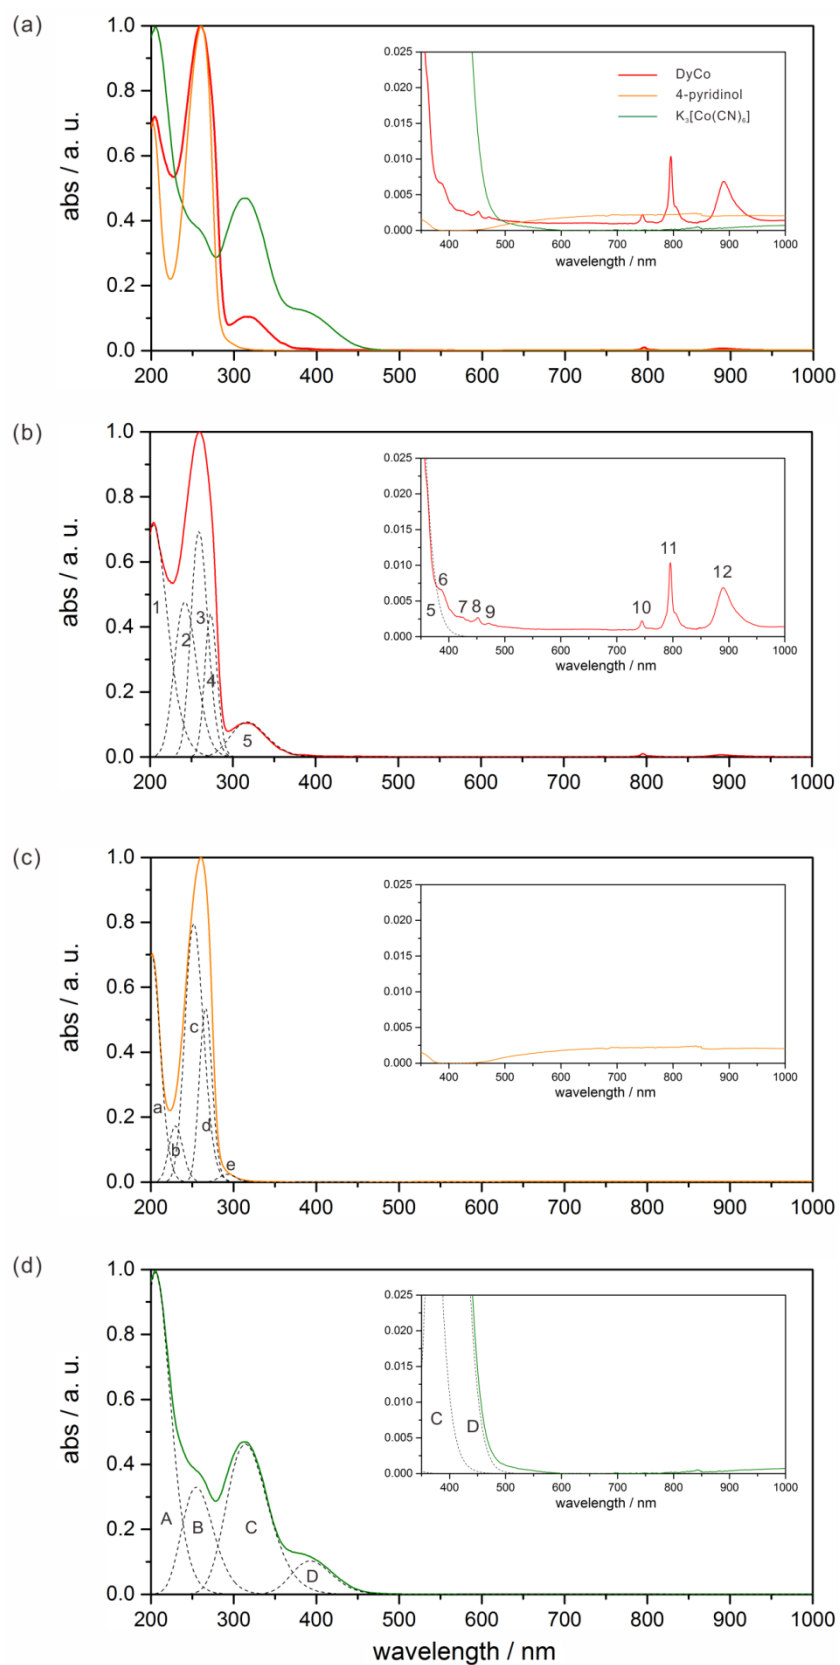 (a)
abs / a. u.
1.0
0.8
0.6
0.4
0.2
0.0
200 300 400 500 600 700 800 900 1000
0.025
0.020
0.015
0.010
0.005
0.000
400 500 600 700 800 900 1000
wavelength / nm
DyCo
4-pyridinol
K₃[Co(CN)₆]
(b)
abs / a. u.
1.0
0.8
0.6
0.4
0.2
0.0
200 300 400 500 600 700 800 900 1000
1
2
3
4
5
0.025
0.020
0.015
0.010
0.005
0.000
400 500 600 700 800 900 1000
wavelength / nm
5
6
7
8
9
10
11
12
(c)
abs / a. u.
1.0
0.8
0.6
0.4
0.2
0.0
200 300 400 500 600 700 800 900 1000
a
b
c
d
e
0.025
0.020
0.015
0.010
0.005
0.000
400 500 600 700 800 900 1000
wavelength / nm
(d)
abs / a. u.
1.0
0.8
0.6
0.4
0.2
0.0
200 300 400 500 600 700 800 900 1000
A
B
C
D
0.025
0.020
0.015
0.010
0.005
0.000
400 500 600 700 800 900 1000
wavelength / nm
C
D
wavelength / nm